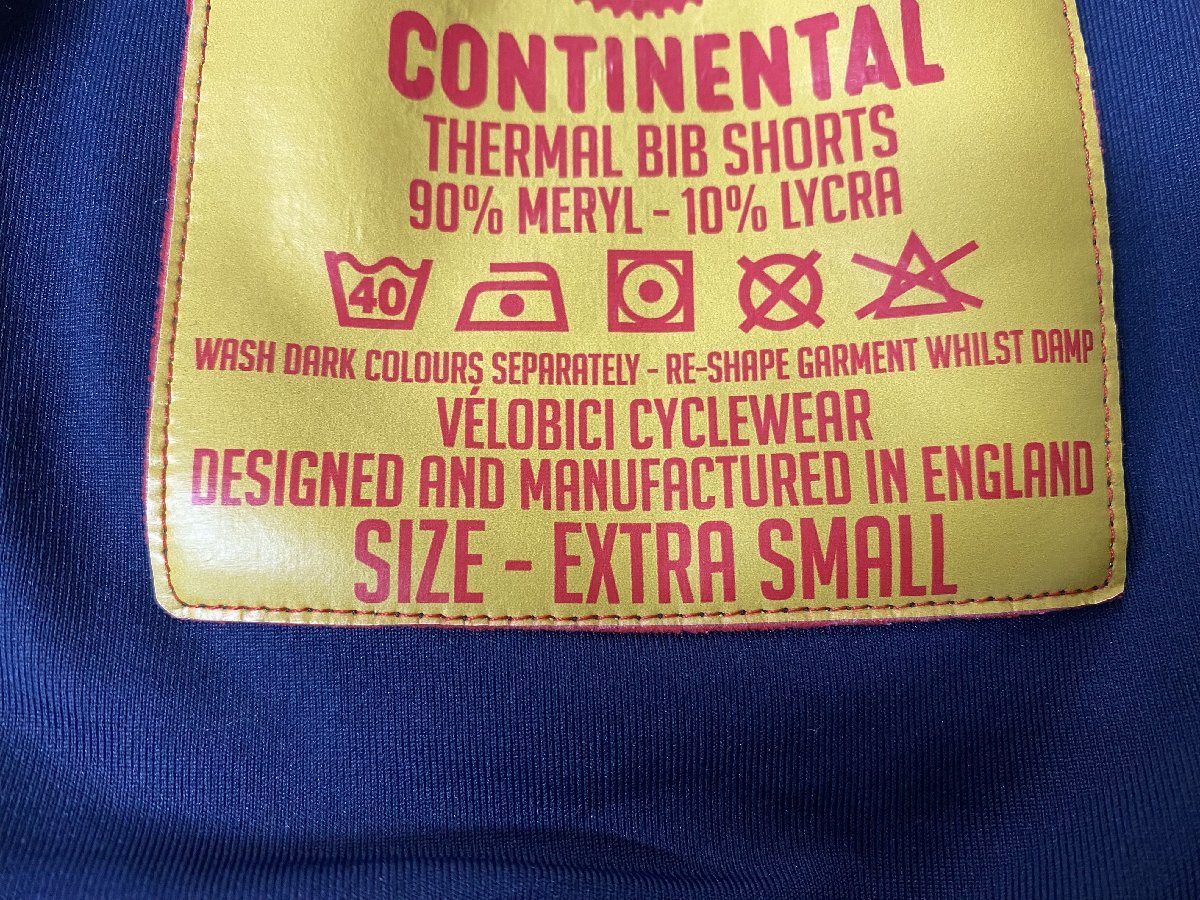 CONTINENTAL
THERMAL BIB SHORTS
90% MERYL - 10% LYCRA
40
WASH DARK COLOURS SEPARATELY - RE-SHAPE GARMENT WHILST DAMP
VÉLOBICI CYCLEWEAR
DESIGNED AND MANUFACTURED IN ENGLAND
SIZE - EXTRA SMALL